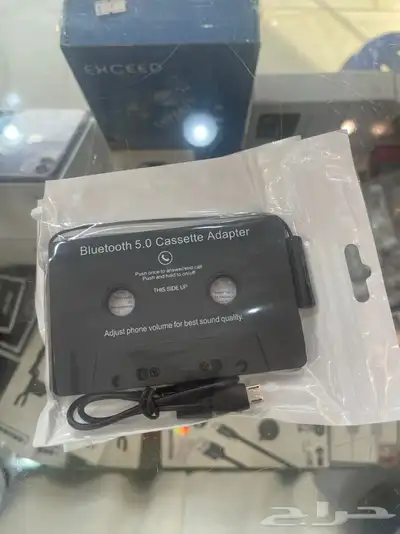 EXCEED
Bluetooth 5.0 Cassette Adapter
Push once to answer/end call
Push and hold to on/off
THIS SIDE UP
Adjust phone volume for best sound quality.
حراج